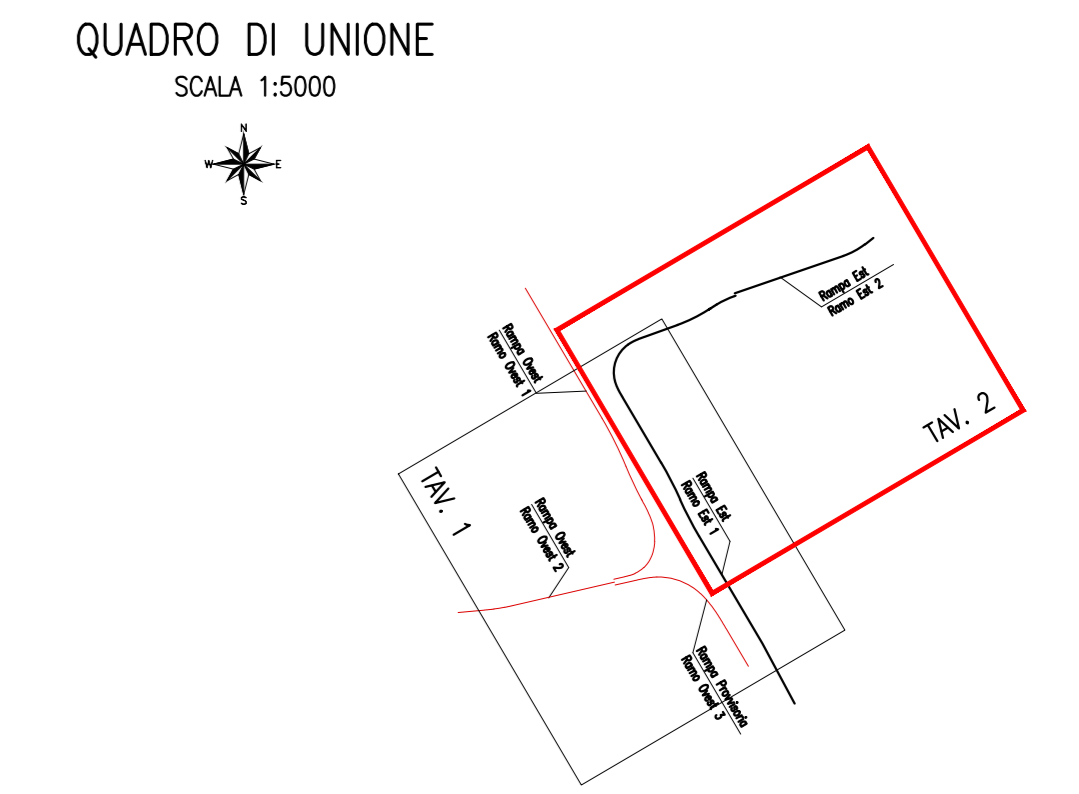 QUADRO DI UNIONE
SCALA 1:5000
N
W E
S
Rampa Est
Ramo Est 2
Rampa Ovest
Ramo Ovest 1
TAV. 2
TAV. 1
Rampa Est
Ramo Est 1
Rampa Ovest
Ramo Ovest 2
Rampa Provvisoria
Ramo Ovest 3